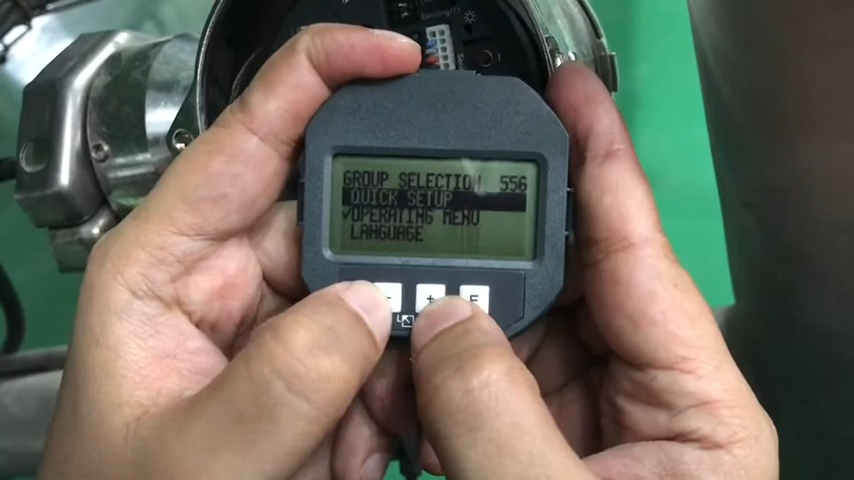 GROUP SELECTION 556
QUICK SETUP
✓OPERATING MENU
LANGUAGE
- + E